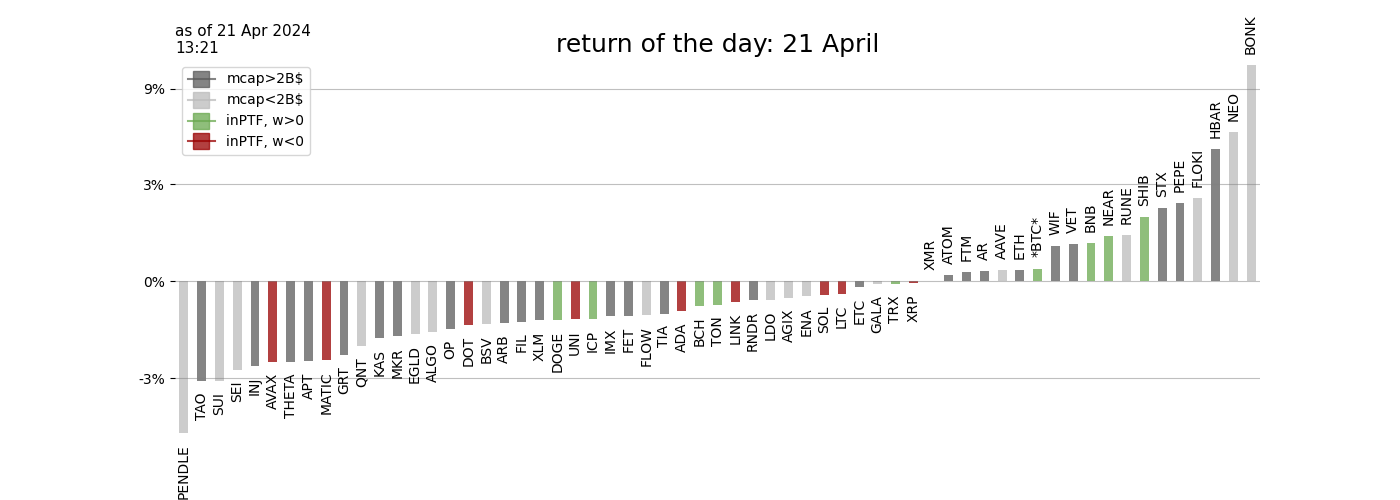 as of 21 Apr 2024
13:21
return of the day: 21 April
mcap>2B$
mcap<2B$
inPTF, w>0
inPTF, w<0
9%
3%
0%
-3%
PENDLE
TAO
SUI
SEI
INJ
AVAX
THETA
APT
MATIC
GRT
QNT
KAS
MKR
EGLD
ALGO
OP
DOT
BSV
ARB
FIL
XLM
DOGE
UNI
ICP
IMX
FET
FLOW
TIA
ADA
BCH
TON
LINK
RNDR
LDO
AGIX
ENA
SOL
LTC
ETC
GALA
TRX
XRP
XMR
ATOM
FTM
AR
AAVE
ETH
*BTC*
WIF
VET
BNB
NEAR
RUNE
SHIB
STX
PEPE
FLOKI
HBAR
NEO
BONK